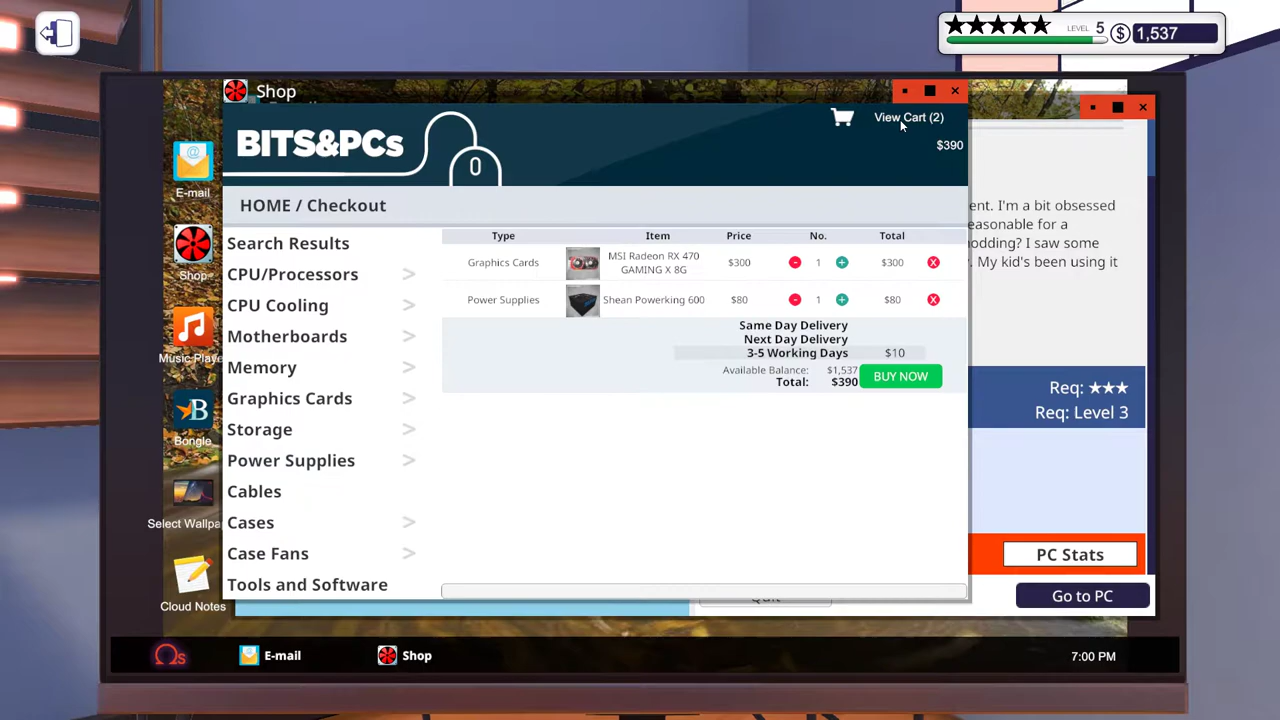 LEVEL 5
$ 1,537
Shop
BITS&PCs
View Cart (2)
$390
HOME / Checkout
Search Results
CPU/Processors >
CPU Cooling >
Motherboards >
Memory >
Graphics Cards >
Storage >
Power Supplies >
Cables
Cases >
Case Fans >
Tools and Software
Type Item Price No. Total
Graphics Cards MSI Radeon RX 470 GAMING X 8G $300 - 1 + $300 X
Power Supplies Shean Powerking 600 $80 - 1 + $80 X
Same Day Delivery
Next Day Delivery
3-5 Working Days $10
Available Balance: $1,537
Total: $390
BUY NOW
ent. I'm a bit obsessed
easonable for a
modding? I saw some
y. My kid's been using it
Req: ★★★
Req: Level 3
PC Stats
Go to PC
Quit
E-mail
Shop
Music Playe
Bongle
Select Wallpa
Cloud Notes
Ωs
E-mail
Shop
7:00 PM